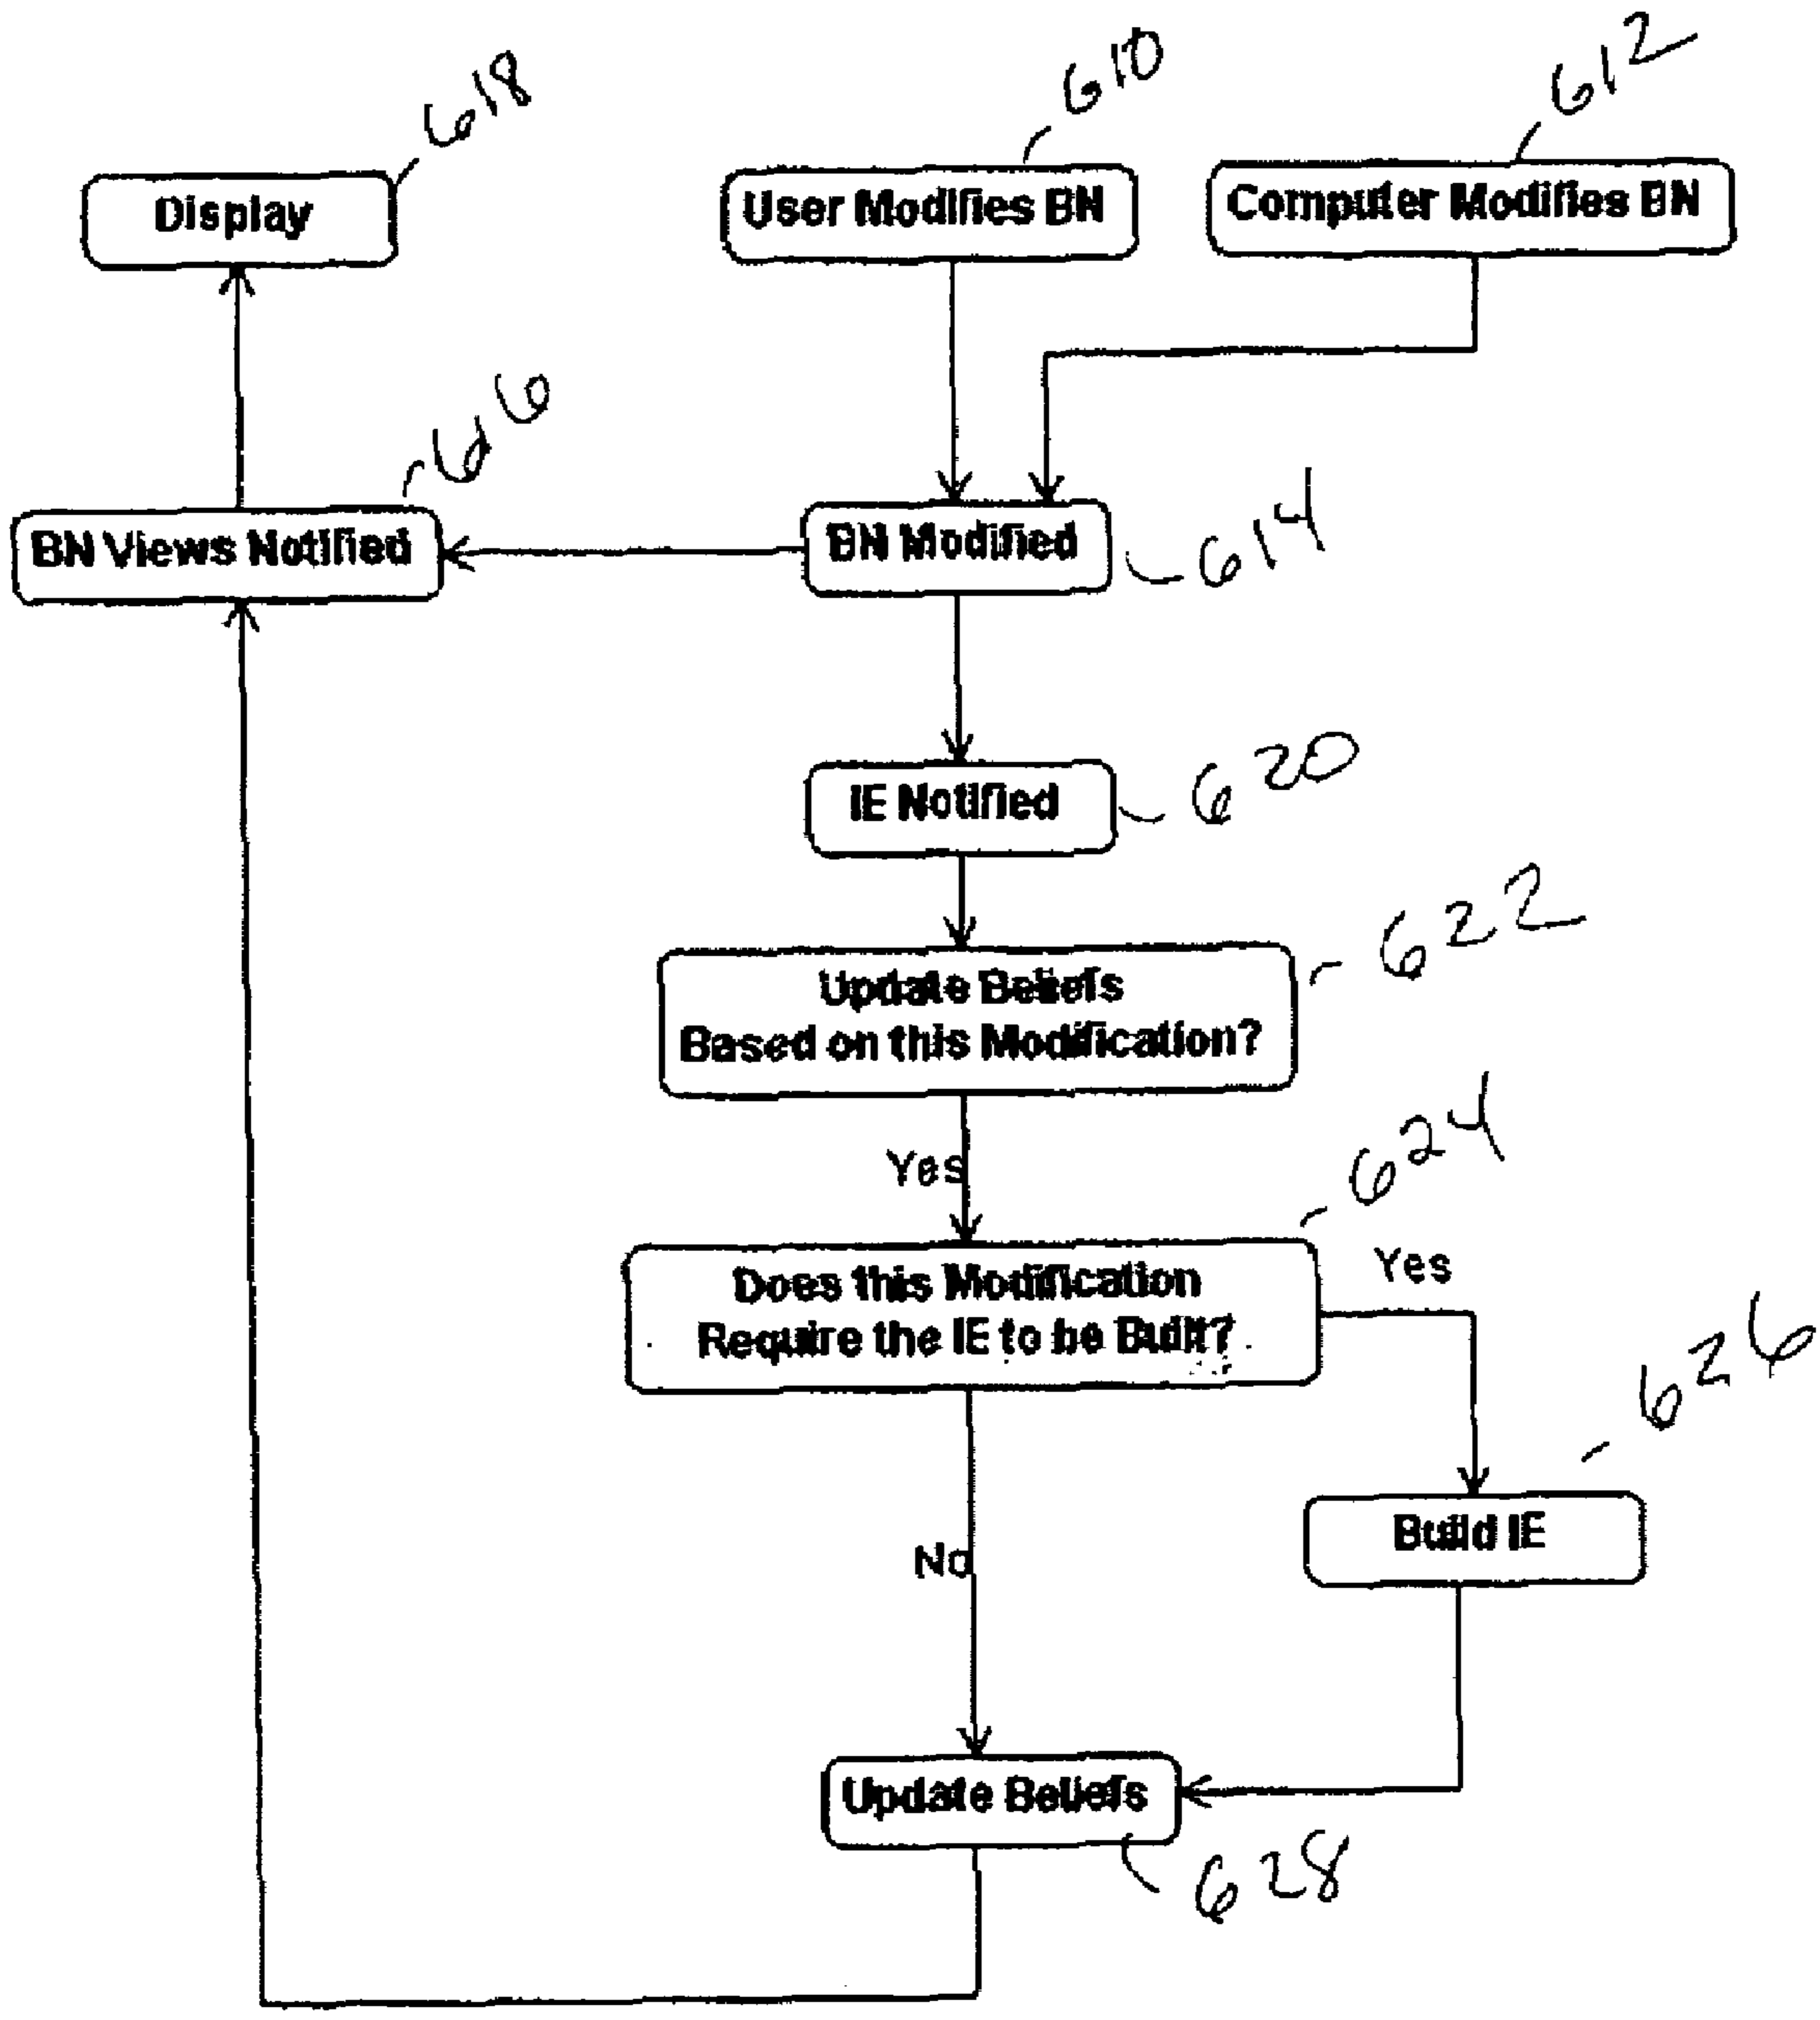 618
610
612
Display
User Modifies BN
Computer Modifies BN
616
BN Views Notified
BN Modified
614
IE Notified
620
Update Beliefs
Based on this Modification?
622
Yes
624
Does this Modification
Require the IE to be Built?
Yes
626
Build IE
No
Update Beliefs
628